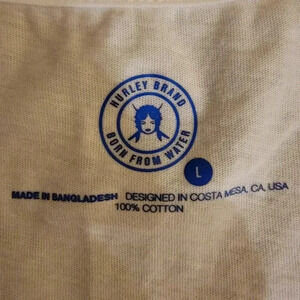 HURLEY BRAND
BORN FROM WATER
L
MADE IN BANGLADESH DESIGNED IN COSTA MESA, CA, USA
100% COTTON